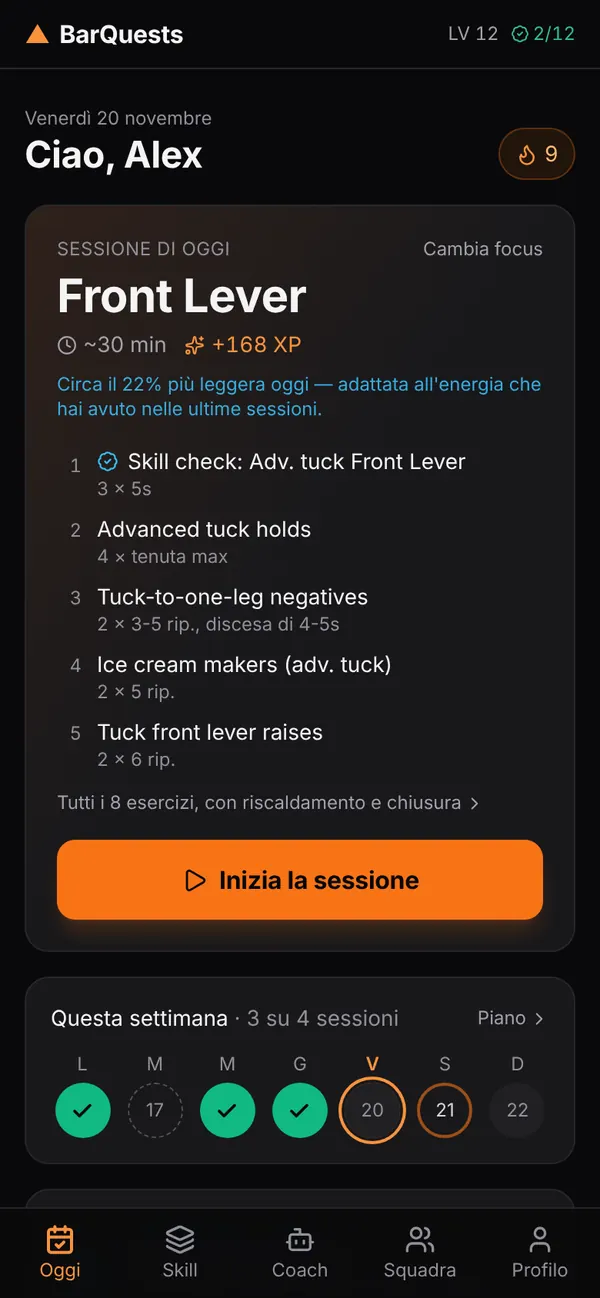 BarQuests
LV 12 2/12
Venerdì 20 novembre
Ciao, Alex
9
SESSIONE DI OGGI
Cambia focus
Front Lever
~30 min +168 XP
Circa il 22% più leggera oggi — adattata all'energia che
hai avuto nelle ultime sessioni.
1 Skill check: Adv. tuck Front Lever
3 × 5s
2 Advanced tuck holds
4 × tenuta max
3 Tuck-to-one-leg negatives
2 × 3-5 rip., discesa di 4-5s
4 Ice cream makers (adv. tuck)
2 × 5 rip.
5 Tuck front lever raises
2 × 6 rip.
Tutti i 8 esercizi, con riscaldamento e chiusura
Inizia la sessione
Questa settimana · 3 su 4 sessioni
Piano
L M M G V S D
17 20 21 22
Oggi Skill Coach Squadra Profilo